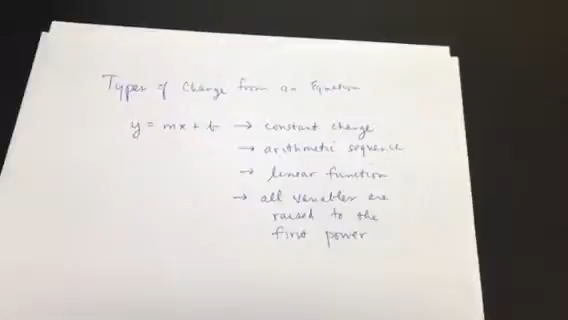 Types of Change from an Equation
y = mx + b → constant change
→ arithmetic sequence
→ linear function
→ all variables are
raised to the
first power